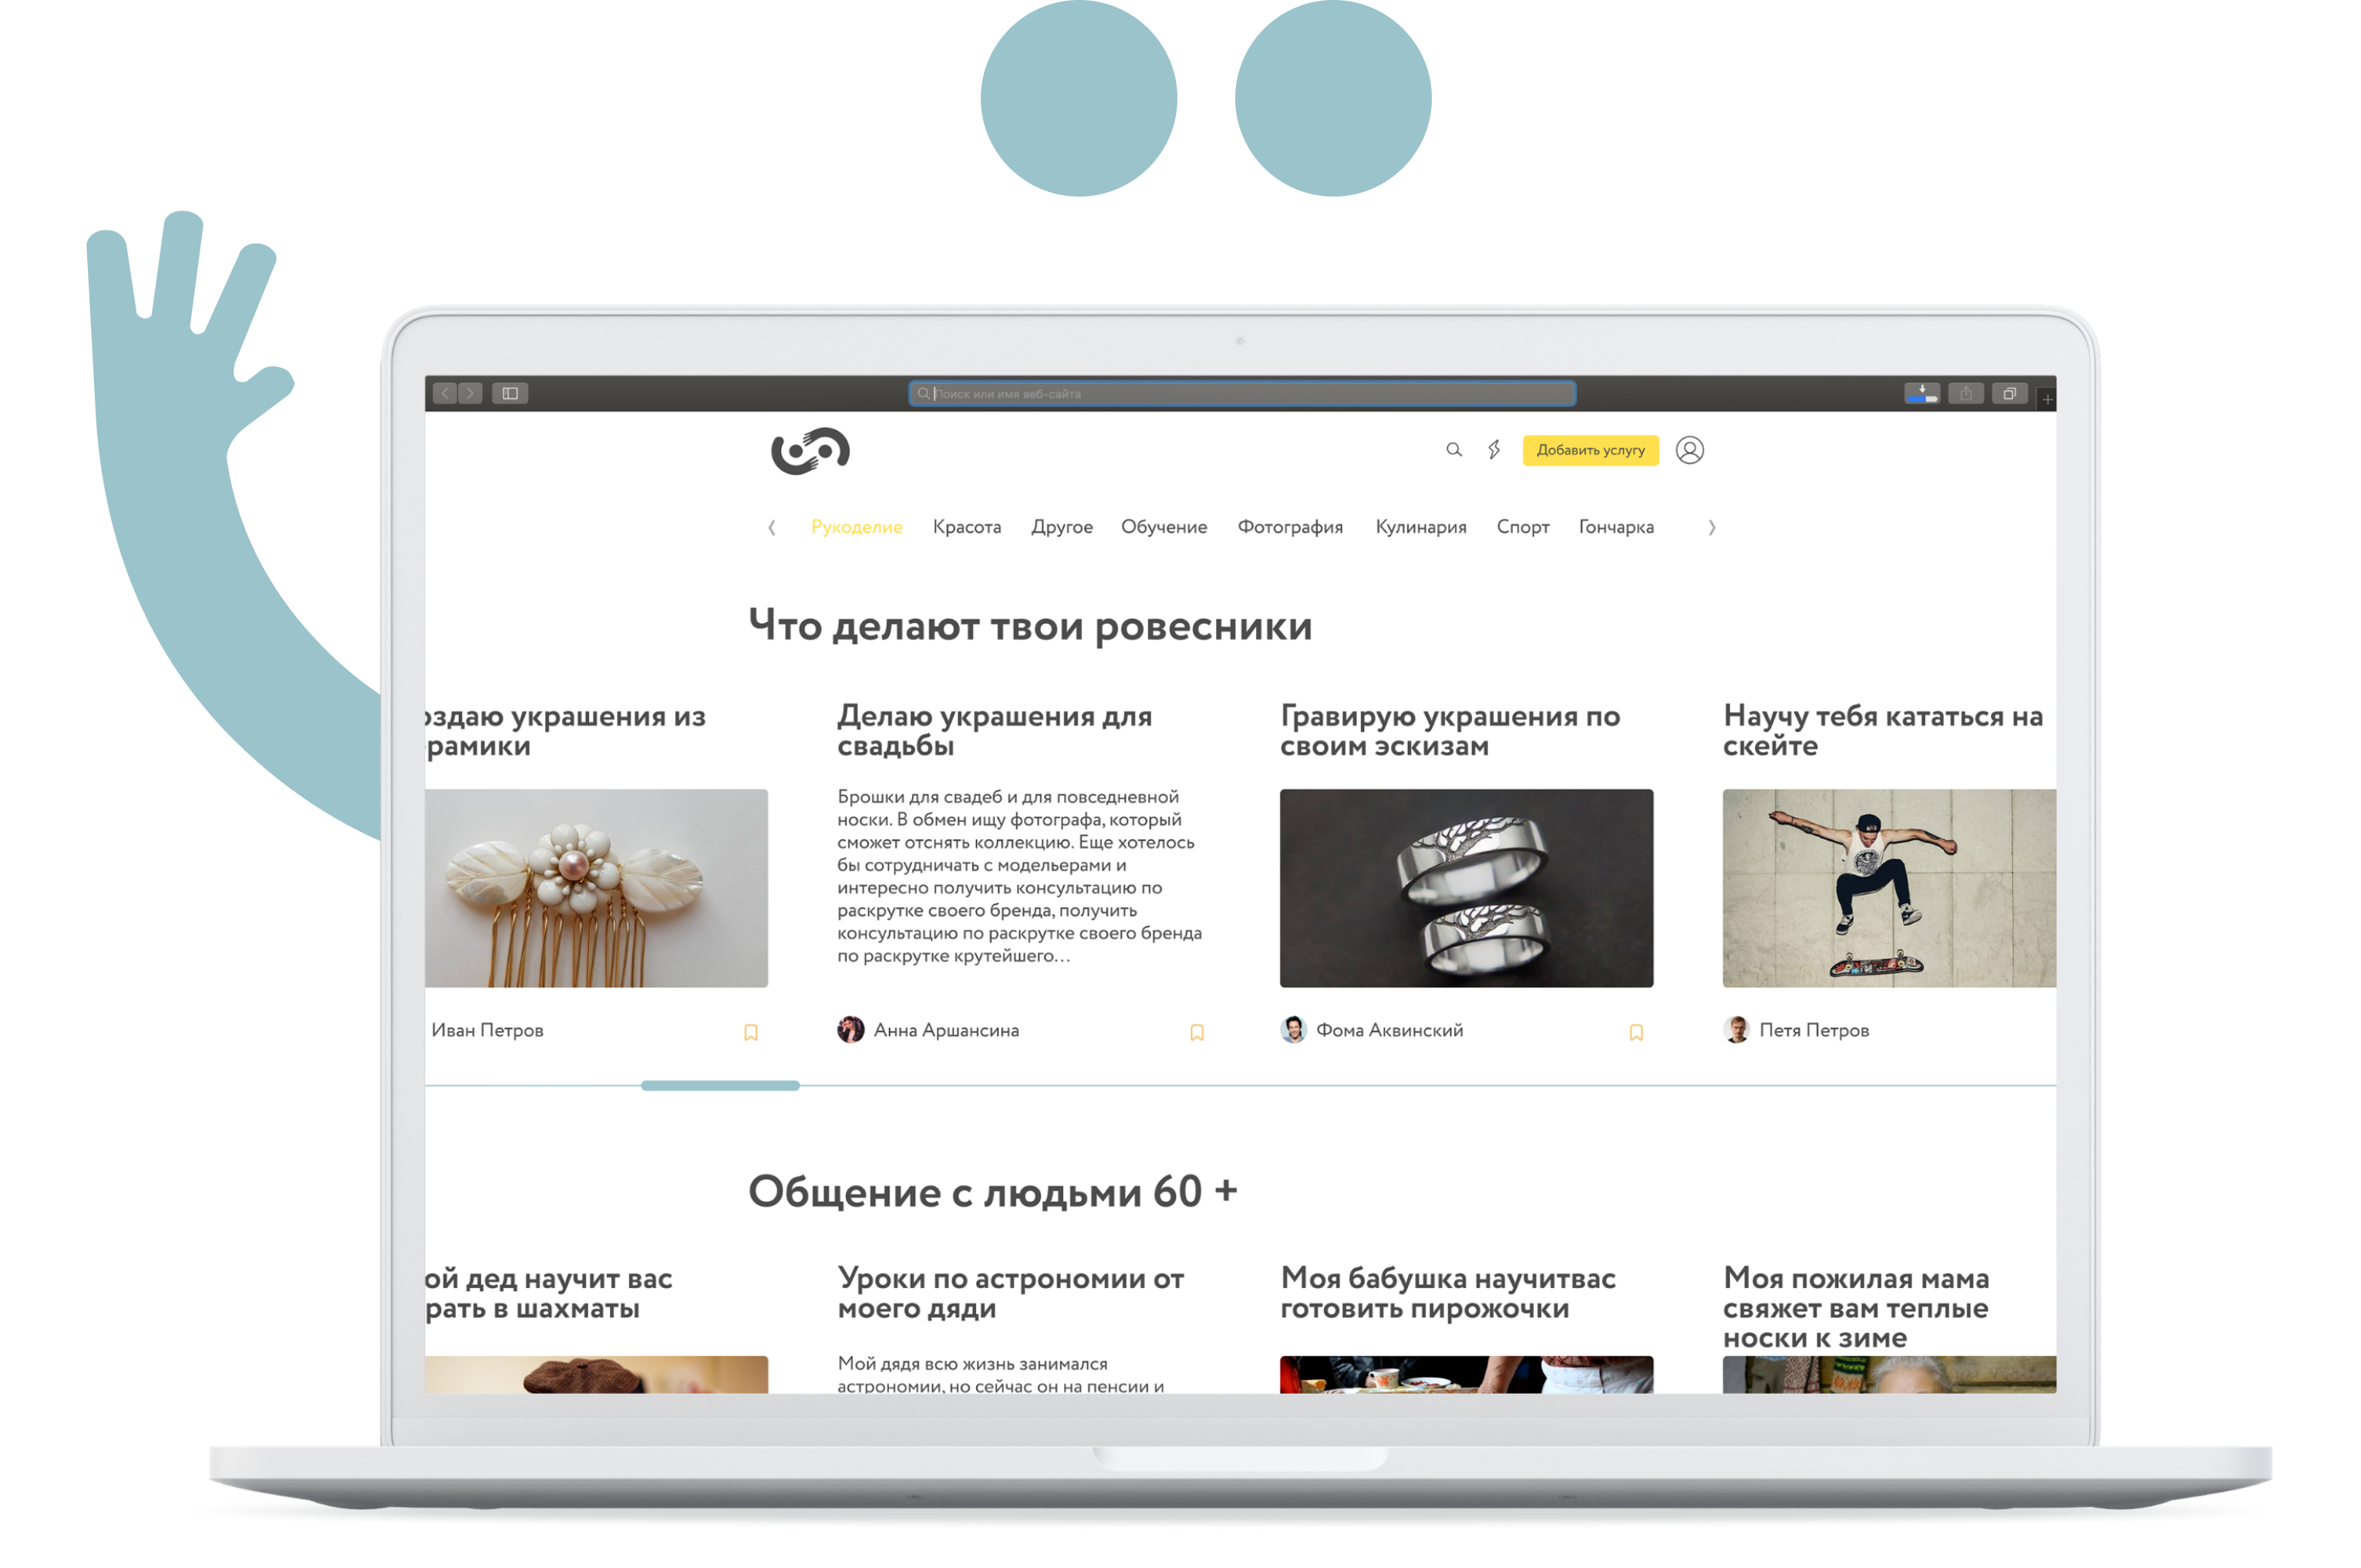 Поиск или имя веб-сайта
Добавить услугу
Рукоделие Красота Другое Обучение Фотография Кулинария Спорт Гончарка
Что делают твои ровесники
оздаю украшения из
рамики
Иван Петров
Делаю украшения для
свадьбы
Брошки для свадеб и для повседневной
носки. В обмен ищу фотографа, который
сможет отснять коллекцию. Еще хотелось
бы сотрудничать с модельерами и
интересно получить консультацию по
раскрутке своего бренда, получить
консультацию по раскрутке своего бренда
по раскрутке крутейшего...
Анна Аршансина
Гравирую украшения по
своим эскизам
Фома Аквинский
Научу тебя кататься на
скейте
Петя Петров
Общение с людьми 60 +
ой дед научит вас
рать в шахматы
Уроки по астрономии от
моего дяди
Мой дядя всю жизнь занимался
астрономии, но сейчас он на пенсии и
Моя бабушка научитвас
готовить пирожочки
Моя пожилая мама
свяжет вам теплые
носки к зиме